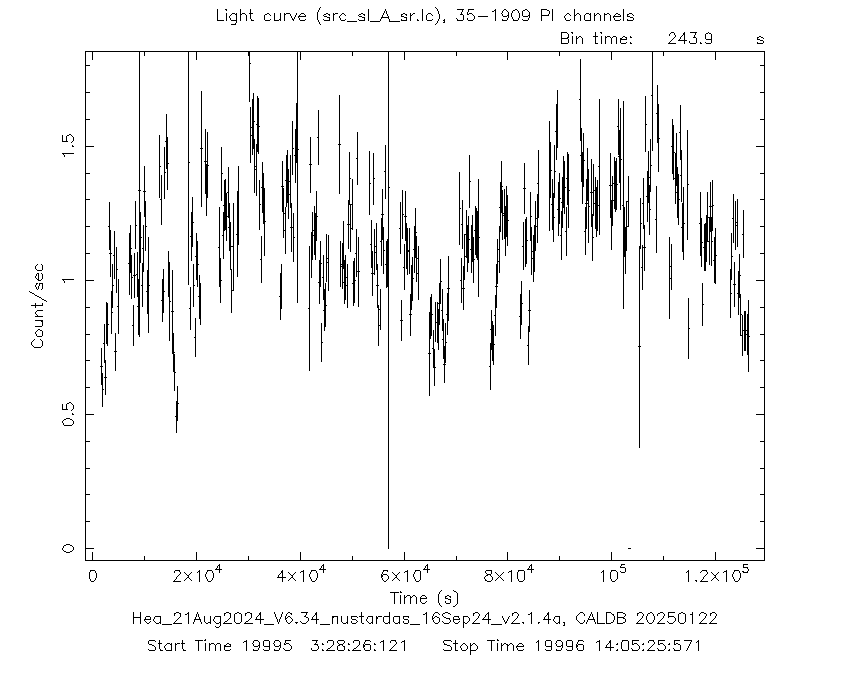 Light curve (src_sl_A_sr.lc), 35-1909 PI channels
Bin time: 243.9 s
1.5
1
0.5
0
Count/sec
0 2×10⁴ 4×10⁴ 6×10⁴ 8×10⁴ 10⁵ 1.2×10⁵
Time (s)
Hea_21Aug2024_V6.34_nustardas_16Sep24_v2.1.4a, CALDB 20250122
Start Time 19995 3:28:26:121 Stop Time 19996 14:05:25:571